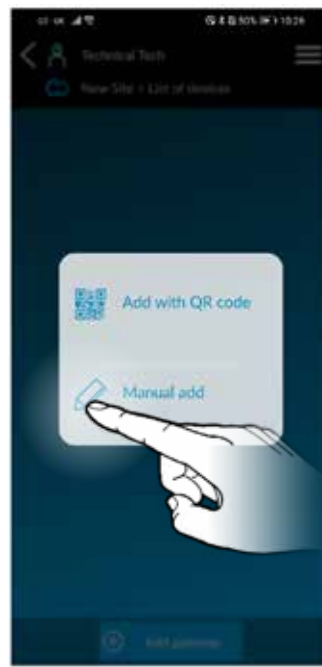 Technical Tech
New Site > List of devices
Add with QR code
Manual add
Add gateway